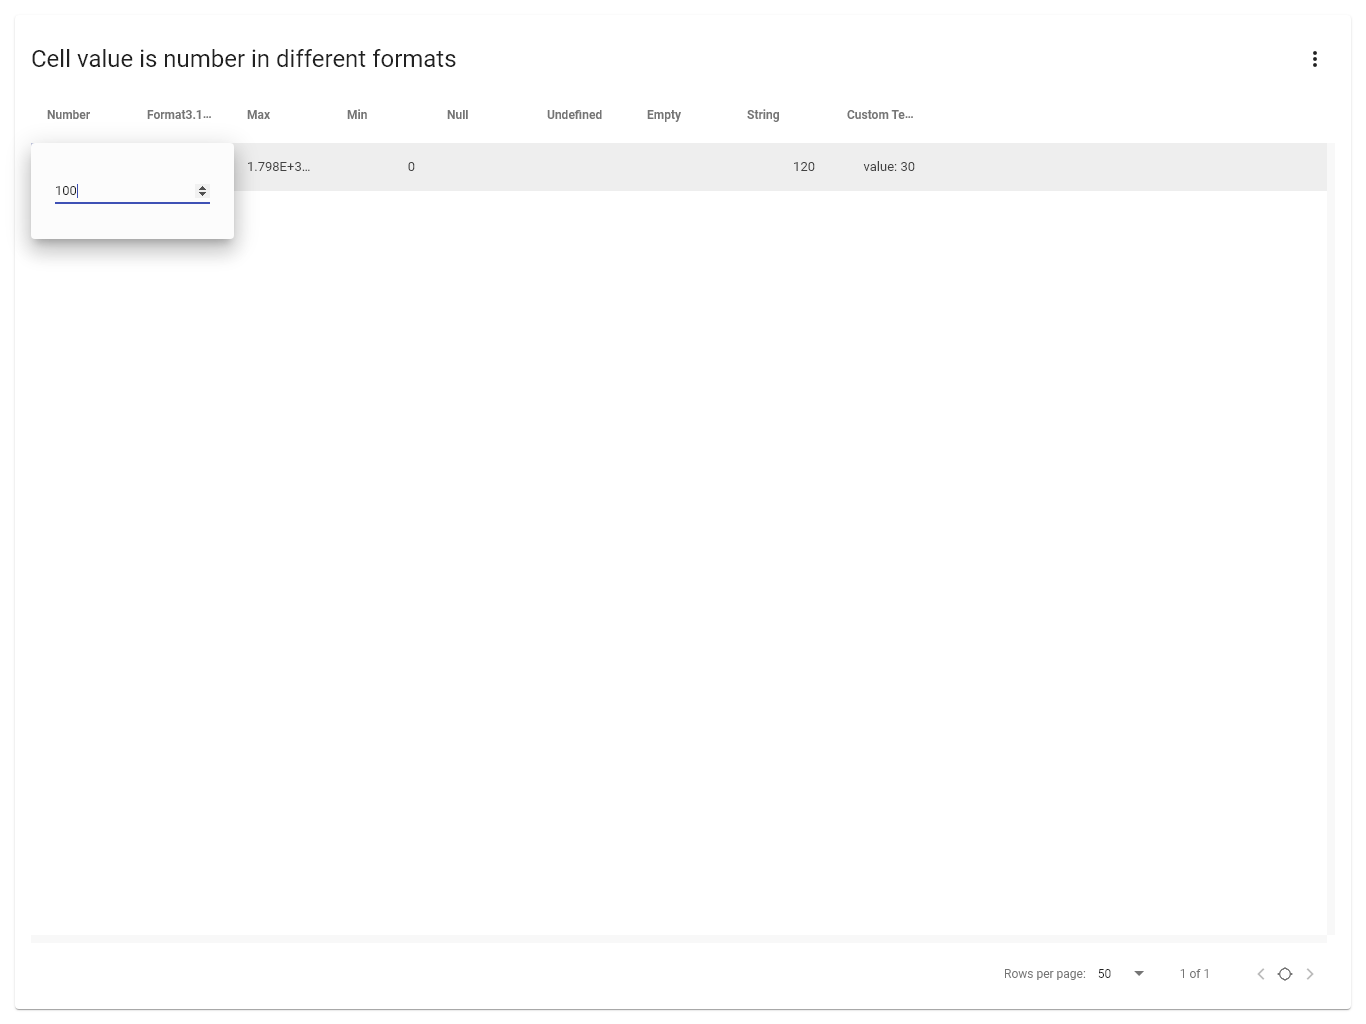 Cell value is number in different formats
Number Format3.1... Max Min Null Undefined Empty String Custom Te...
100 1.798E+3... 0 120 value: 30
Rows per page: 50 1 of 1